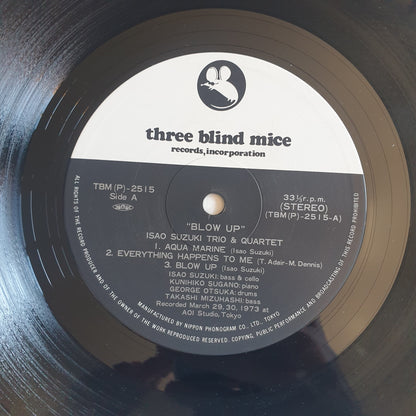 three blind mice
records, incorporation
TBM(P)-2515
Side A
33⅓r.p.m.
(STEREO)
(TBM(P)-2515-A)
"BLOW UP"
ISAO SUZUKI TRIO & QUARTET
1. AQUA MARINE (Isao Suzuki)
2. EVERYTHING HAPPENS TO ME (T. Adair-M. Dennis)
3. BLOW UP (Isao Suzuki)
ISAO SUZUKI: bass & cello
KUNIHIKO SUGANO: piano
GEORGE OTSUKA: drums
TAKASHI MIZUHASHI: bass
Recorded March 29, 30, 1973 at
AOI Studio, Tokyo
MANUFACTURED BY NIPPON PHONOGRAM CO., LTD., TOKYO
ALL RIGHTS OF THE RECORD PRODUCER AND OF THE OWNER OF THE WORK REPRODUCED RESERVED. COPYING, PUBLIC PERFORMANCE AND BROADCASTING OF THIS RECORD PROHIBITED